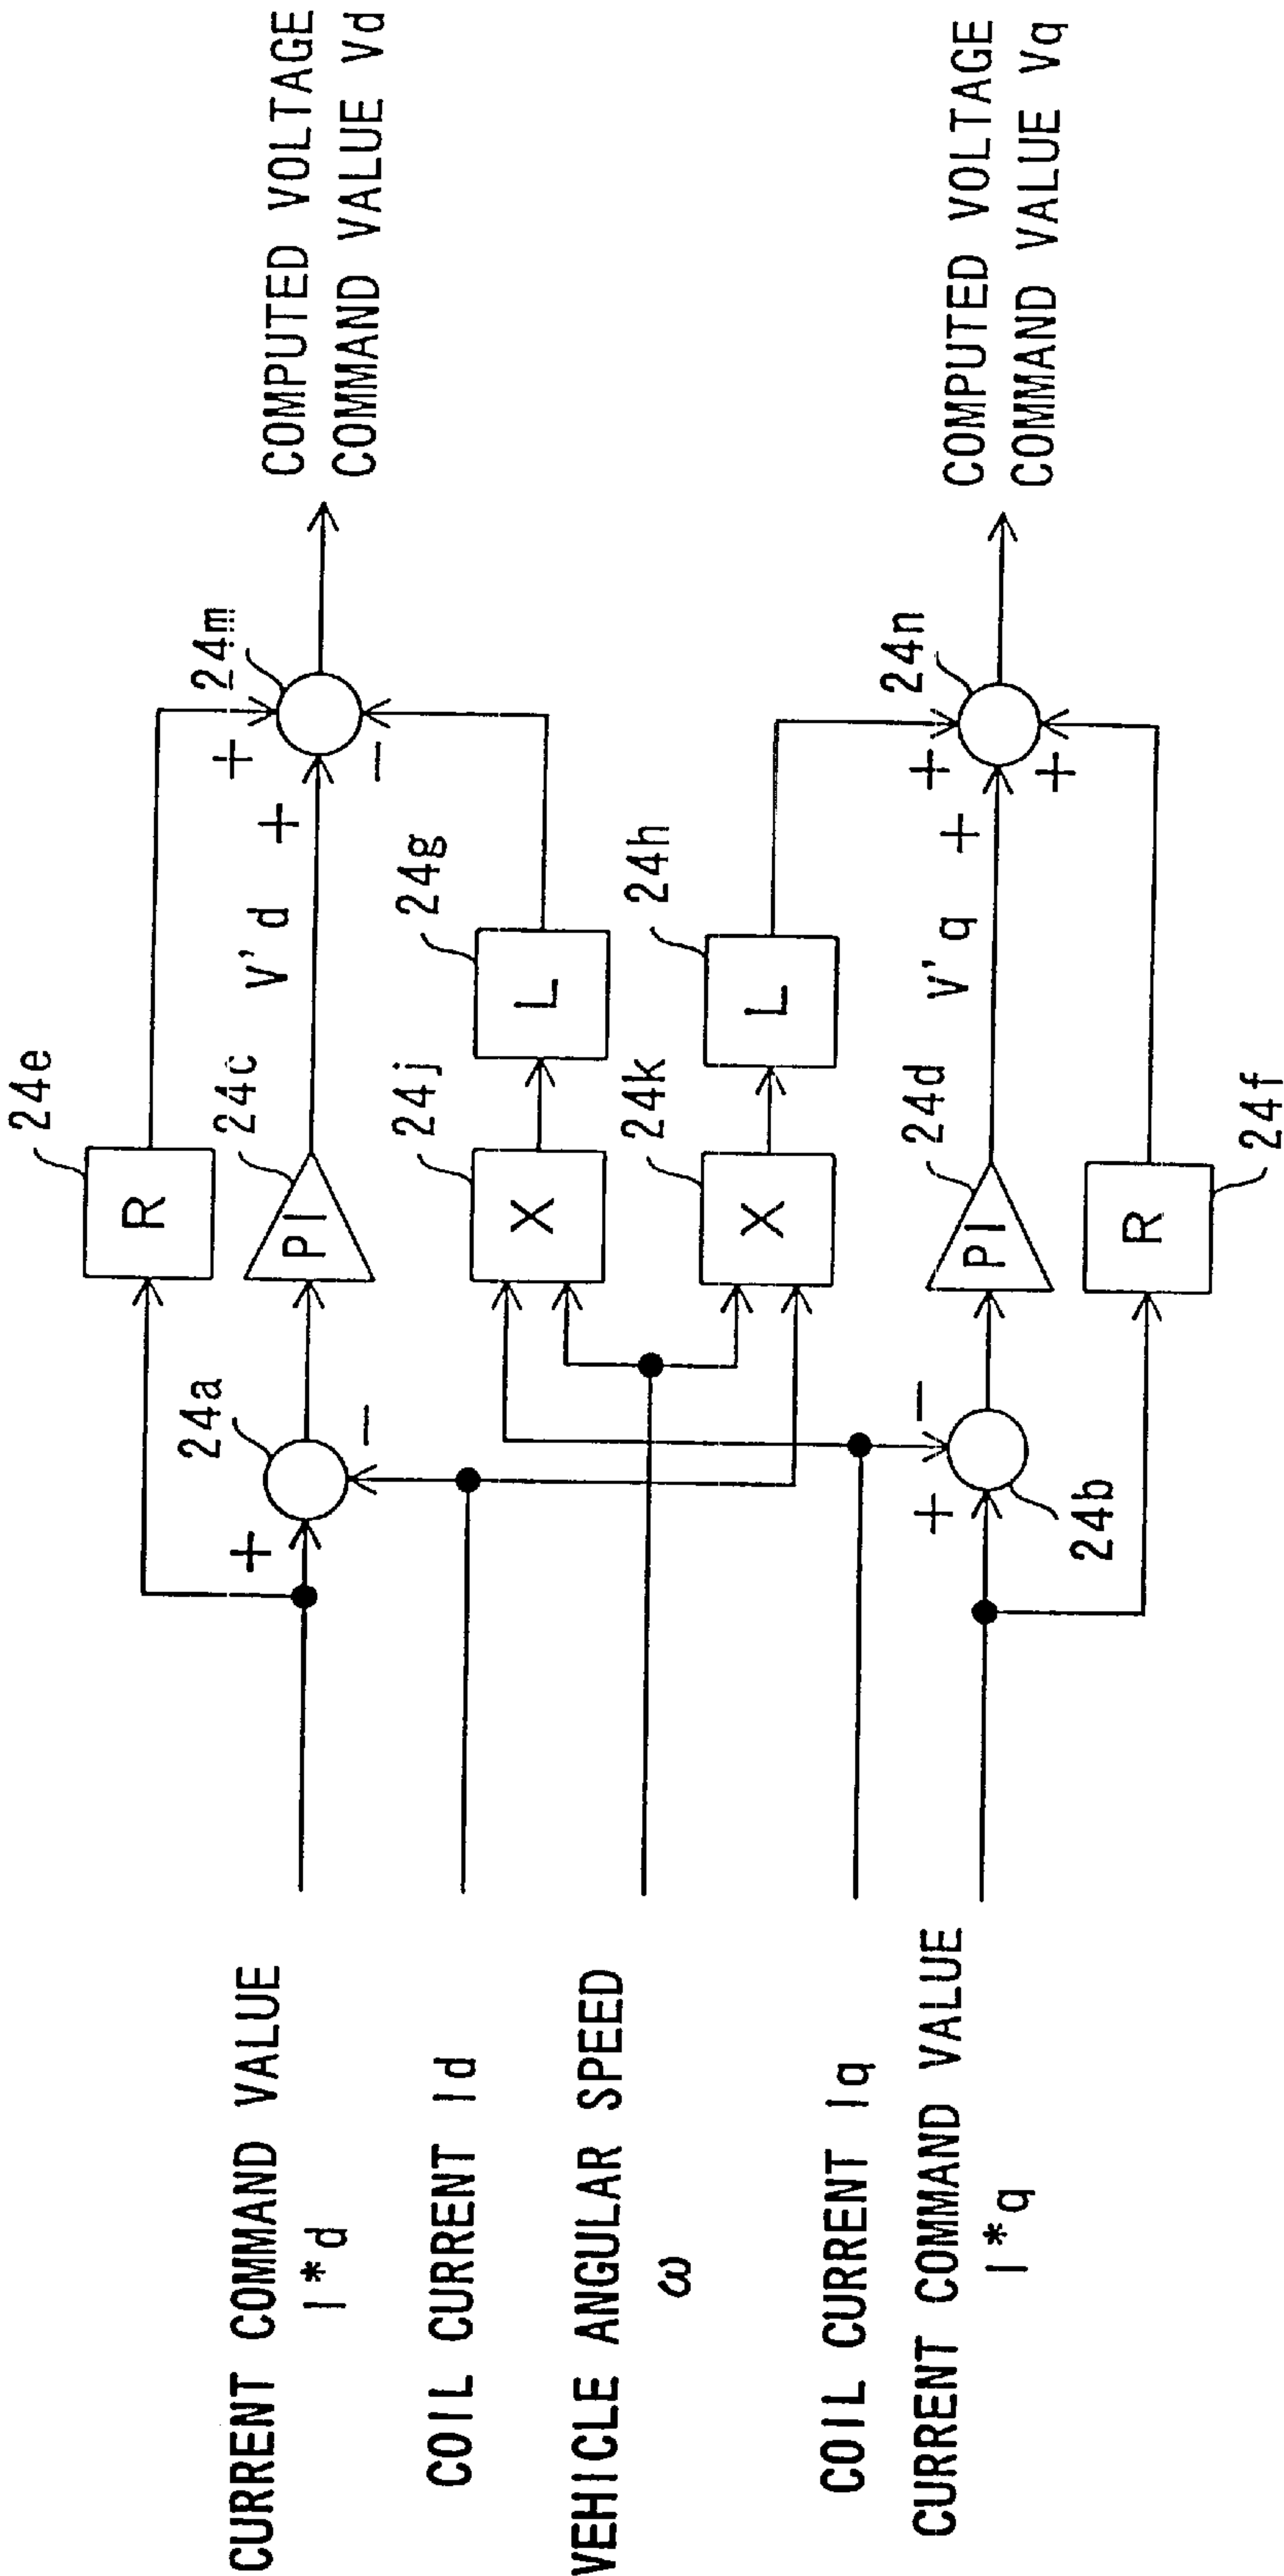 CURRENT COMMAND VALUE
I*d
COIL CURRENT Id
VEHICLE ANGULAR SPEED
ω
COIL CURRENT Iq
CURRENT COMMAND VALUE
I*q
24a
+
-
24b
+
-
24e
R
24c
PI
24j
X
24k
X
24d
PI
24f
R
V'd
24g
L
24h
L
V'q
24m
+
+
-
24n
+
+
+
COMPUTED VOLTAGE
COMMAND VALUE Vd
COMPUTED VOLTAGE
COMMAND VALUE Vq